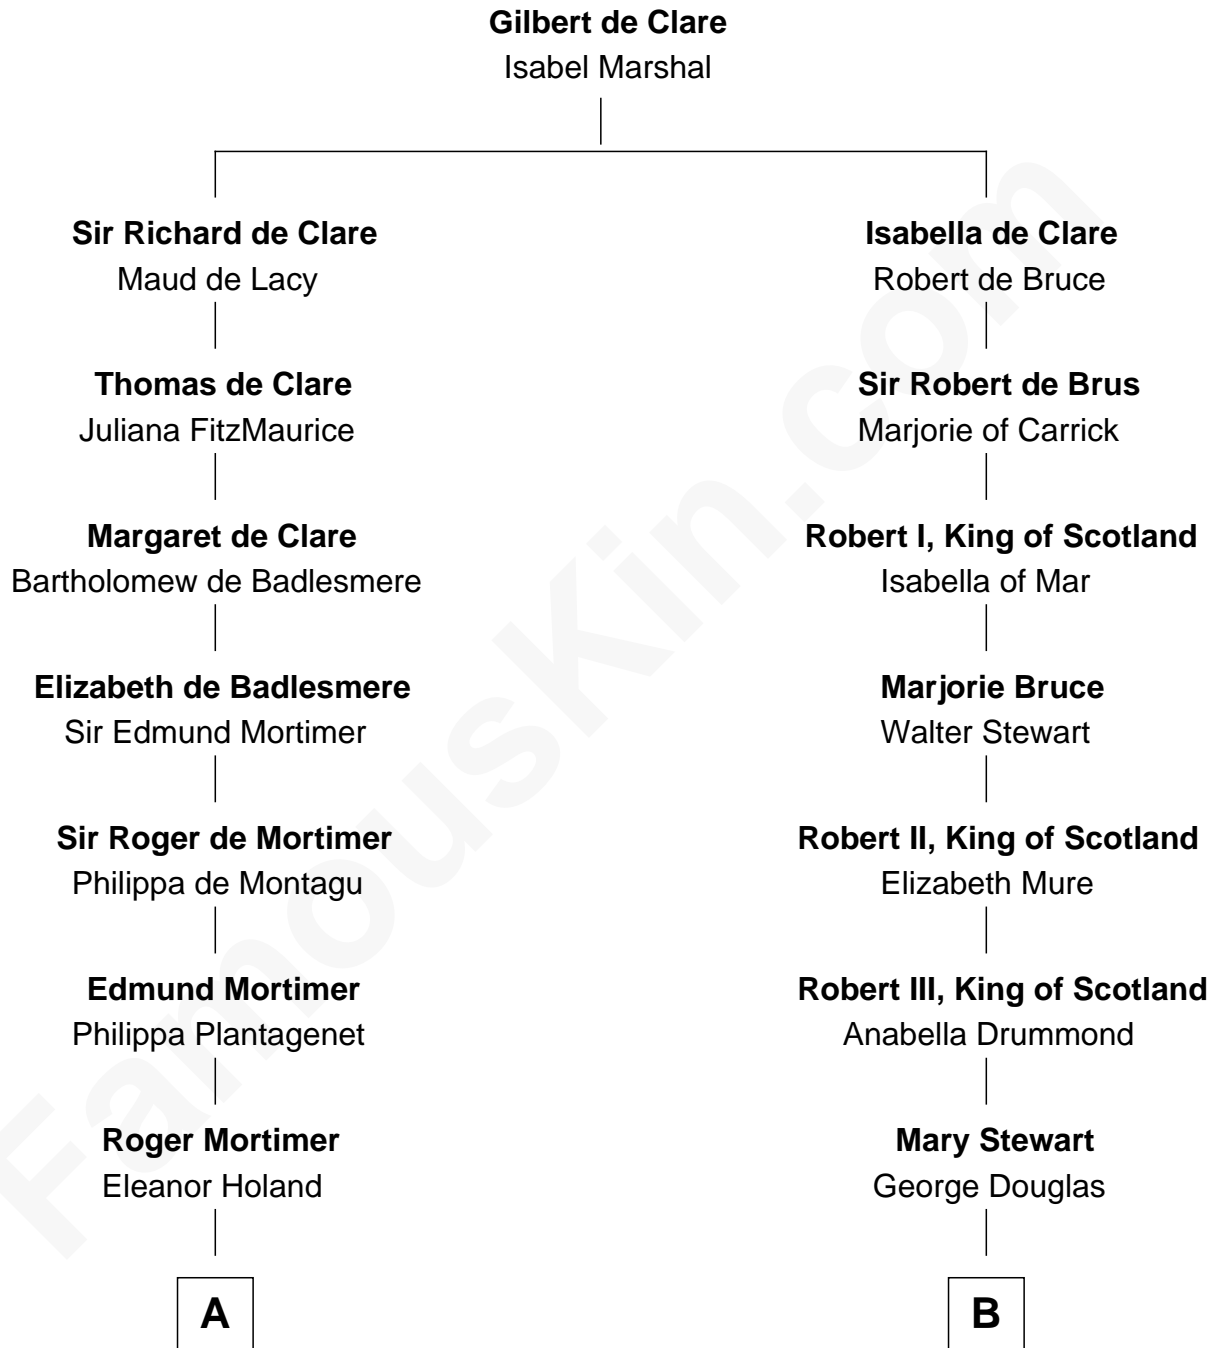 Gilbert de Clare
Isabel Marshal
Sir Richard de Clare
Maud de Lacy
Isabella de Clare
Robert de Bruce
Thomas de Clare
Juliana FitzMaurice
Sir Robert de Brus
Marjorie of Carrick
Margaret de Clare
Bartholomew de Badlesmere
Robert I, King of Scotland
Isabella of Mar
Elizabeth de Badlesmere
Sir Edmund Mortimer
Marjorie Bruce
Walter Stewart
Sir Roger de Mortimer
Philippa de Montagu
Robert II, King of Scotland
Elizabeth Mure
Edmund Mortimer
Philippa Plantagenet
Robert III, King of Scotland
Anabella Drummond
Roger Mortimer
Eleanor Holand
Mary Stewart
George Douglas
A
B
FamousKin.com